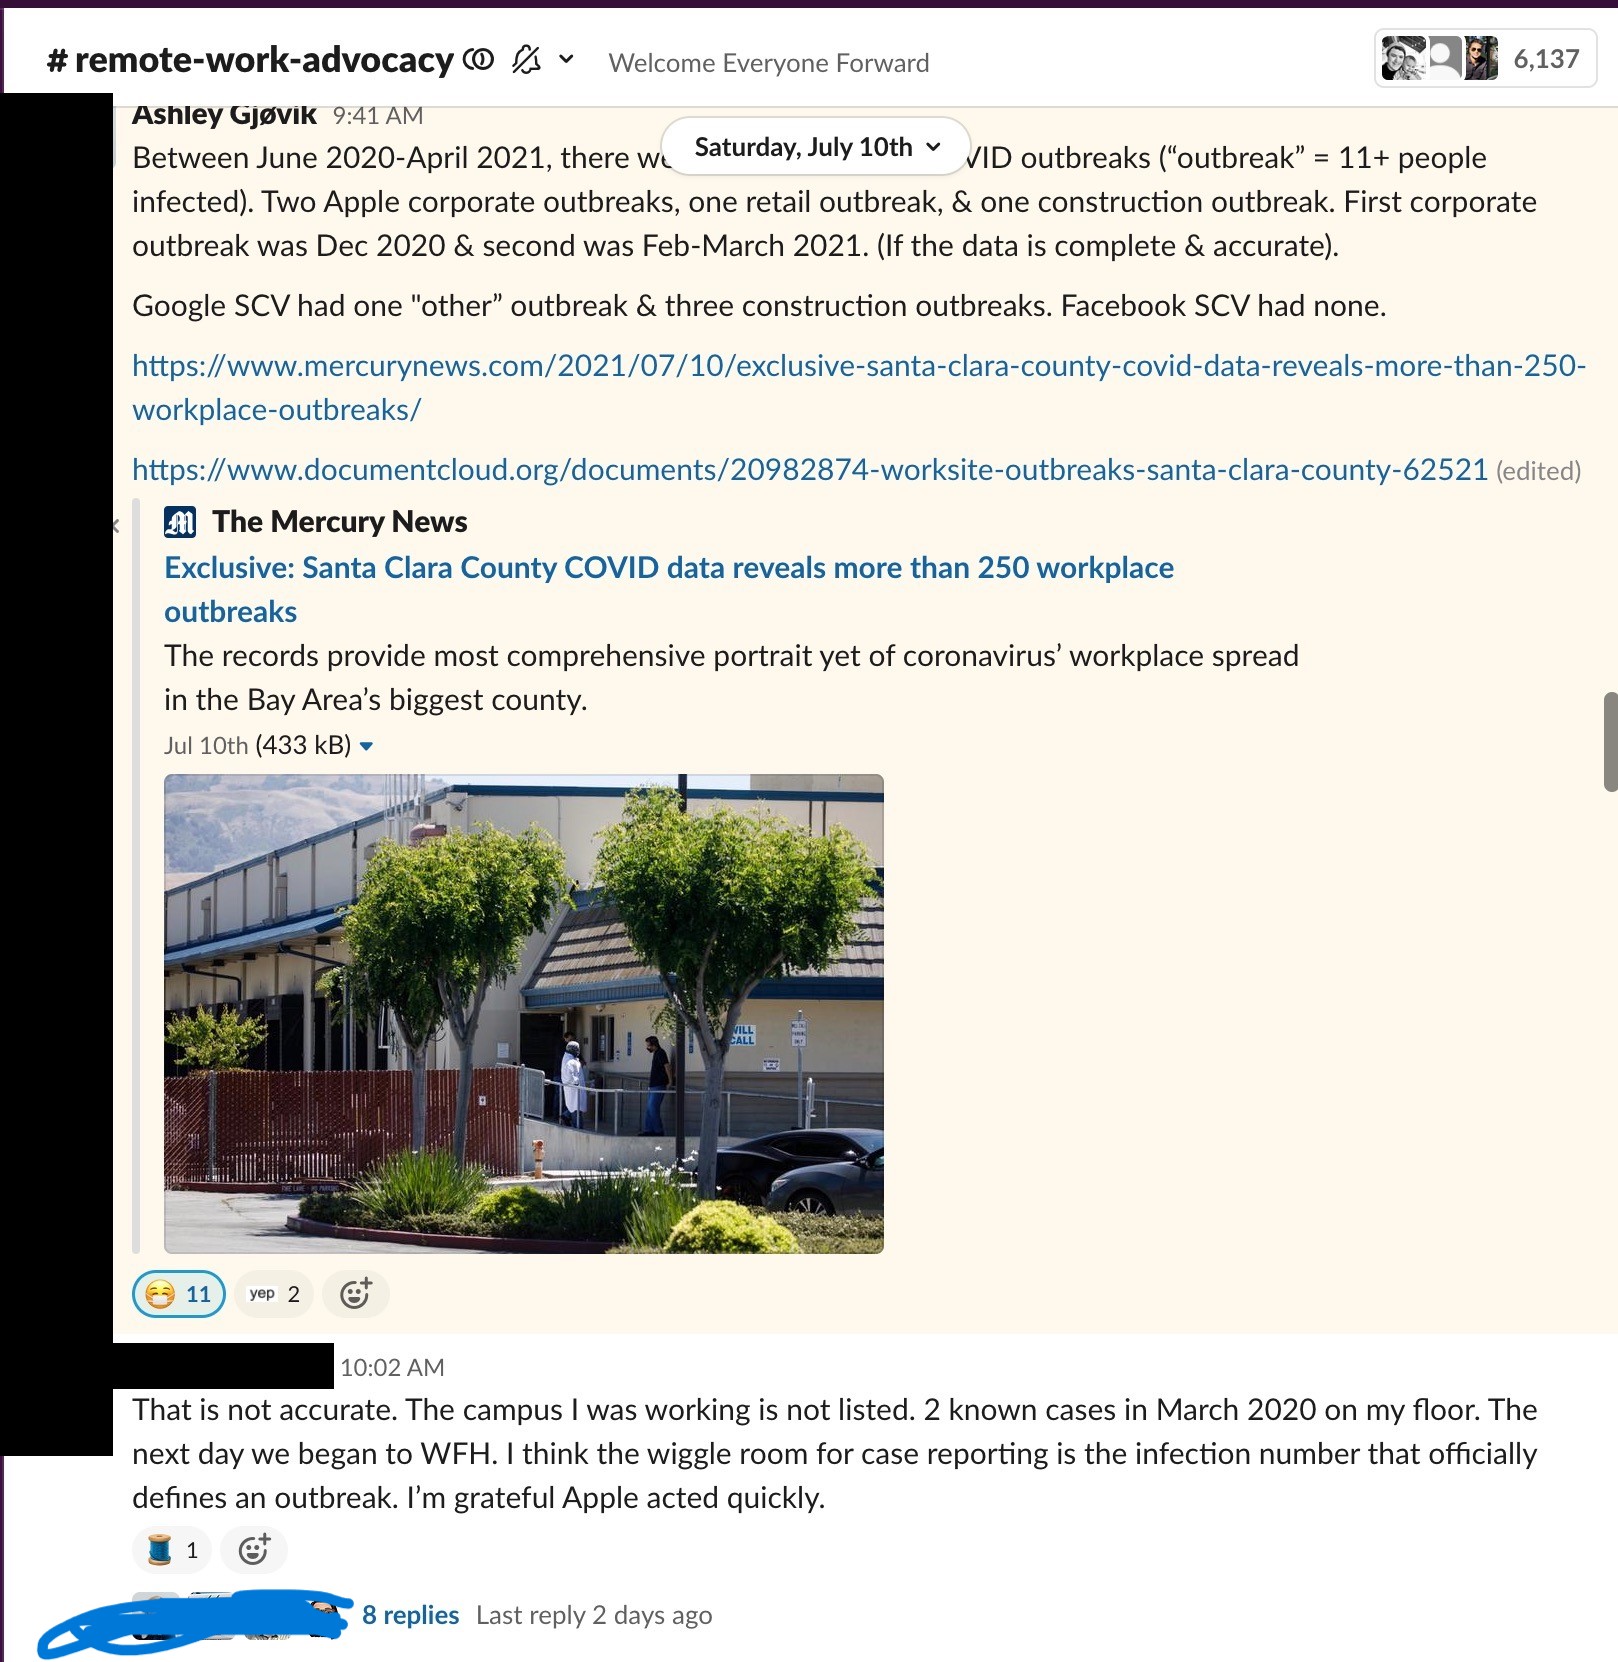 # remote-work-advocacy Welcome Everyone Forward 6,137
Ashley Gjøvik 9:41 AM
Saturday, July 10th
Between June 2020-April 2021, there VID outbreaks (“outbreak” = 11+ people
infected). Two Apple corporate outbreaks, one retail outbreak, & one construction outbreak. First corporate
outbreak was Dec 2020 & second was Feb-March 2021. (If the data is complete & accurate).
Google SCV had one "other” outbreak & three construction outbreaks. Facebook SCV had none.
https://www.mercurynews.com/2021/07/10/exclusive-santa-clara-county-covid-data-reveals-more-than-250-
workplace-outbreaks/
https://www.documentcloud.org/documents/20982874-worksite-outbreaks-santa-clara-county-62521 (edited)
The Mercury News
Exclusive: Santa Clara County COVID data reveals more than 250 workplace
outbreaks
The records provide most comprehensive portrait yet of coronavirus’ workplace spread
in the Bay Area’s biggest county.
Jul 10th (433 kB)
WILL
CALL
11 yep 2
10:02 AM
That is not accurate. The campus I was working is not listed. 2 known cases in March 2020 on my floor. The
next day we began to WFH. I think the wiggle room for case reporting is the infection number that officially
defines an outbreak. I’m grateful Apple acted quickly.
1
8 replies Last reply 2 days ago